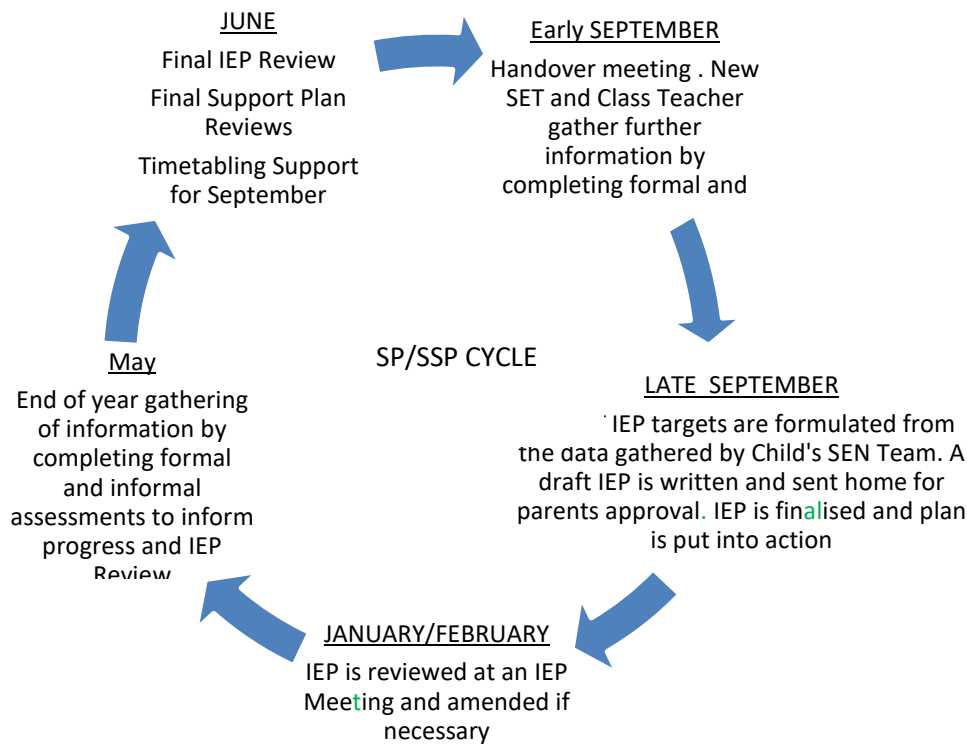 JUNE
Final IEP Review
Final Support Plan
Reviews
Timetabling Support
for September
Early SEPTEMBER
Handover meeting . New
SET and Class Teacher
gather further
information by
completing formal and
SP/SSP CYCLE
LATE SEPTEMBER
IEP targets are formulated from
the data gathered by Child's SEN Team. A
draft IEP is written and sent home for
parents approval. IEP is finalised and plan
is put into action
JANUARY/FEBRUARY
IEP is reviewed at an IEP
Meeting and amended if
necessary
May
End of year gathering
of information by
completing formal
and informal
assessments to inform
progress and IEP
Review